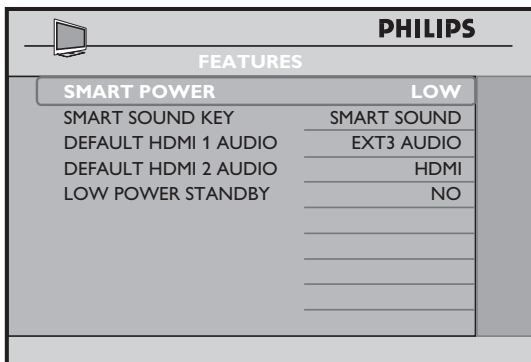 PHILIPS
FEATURES
SMART POWER LOW
SMART SOUND KEY SMART SOUND
DEFAULT HDMI 1 AUDIO EXT3 AUDIO
DEFAULT HDMI 2 AUDIO HDMI
LOW POWER STANDBY NO